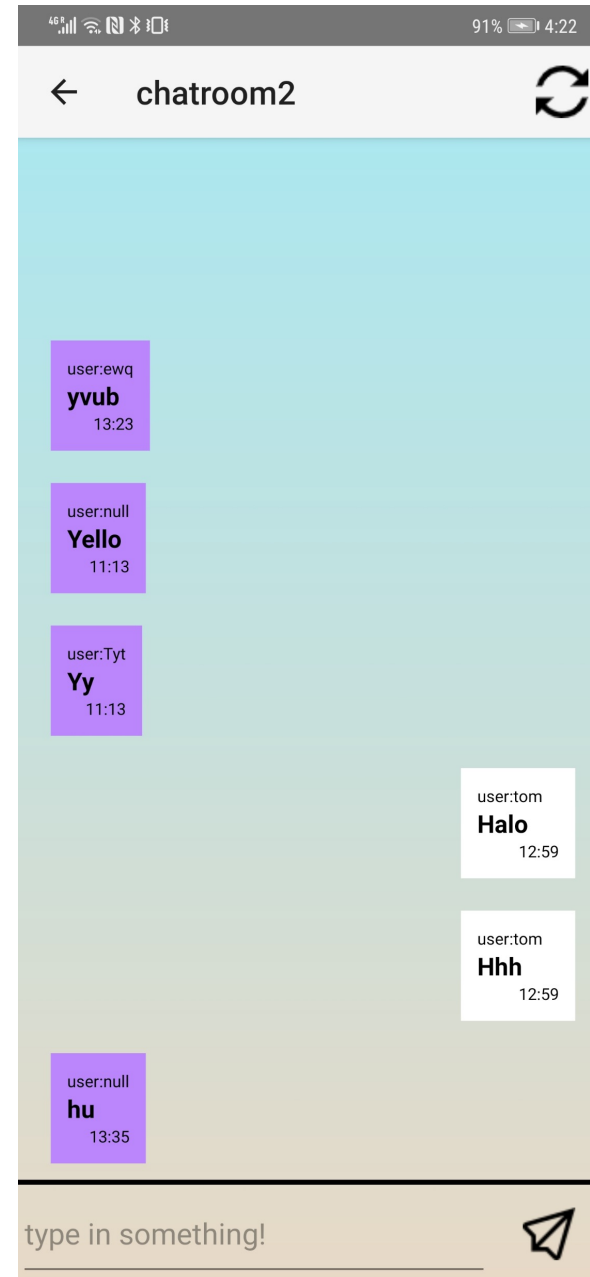 4G R 91% 4:22
chatroom2
user:ewq
yvub
13:23
user:null
Yello
11:13
user:Tyt
Yy
11:13
user:tom
Halo
12:59
user:tom
Hhh
12:59
user:null
hu
13:35
type in something!